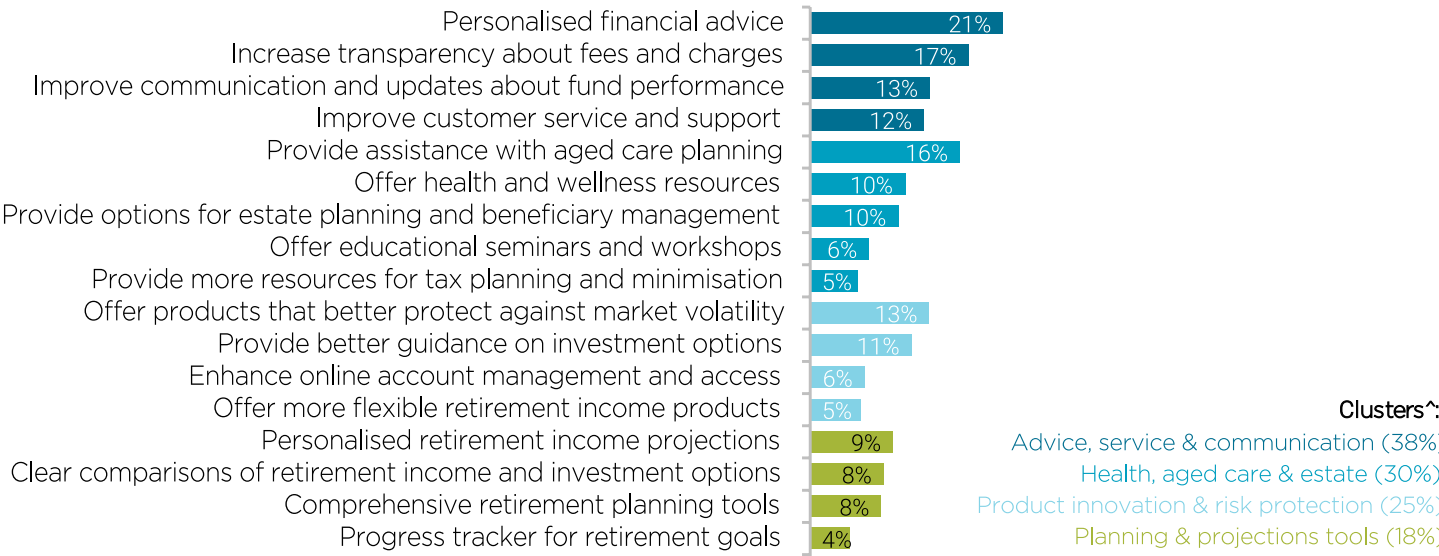 Personalised financial advice 21%
Increase transparency about fees and charges 17%
Improve communication and updates about fund performance 13%
Improve customer service and support 12%
Provide assistance with aged care planning 16%
Offer health and wellness resources 10%
Provide options for estate planning and beneficiary management 10%
Offer educational seminars and workshops 6%
Provide more resources for tax planning and minimisation 5%
Offer products that better protect against market volatility 13%
Provide better guidance on investment options 11%
Enhance online account management and access 6%
Offer more flexible retirement income products 5%
Personalised retirement income projections 9%
Clear comparisons of retirement income and investment options 8%
Comprehensive retirement planning tools 8%
Progress tracker for retirement goals 4%
Clusters^:
Advice, service & communication (38%)
Health, aged care & estate (30%)
Product innovation & risk protection (25%)
Planning & projections tools (18%)